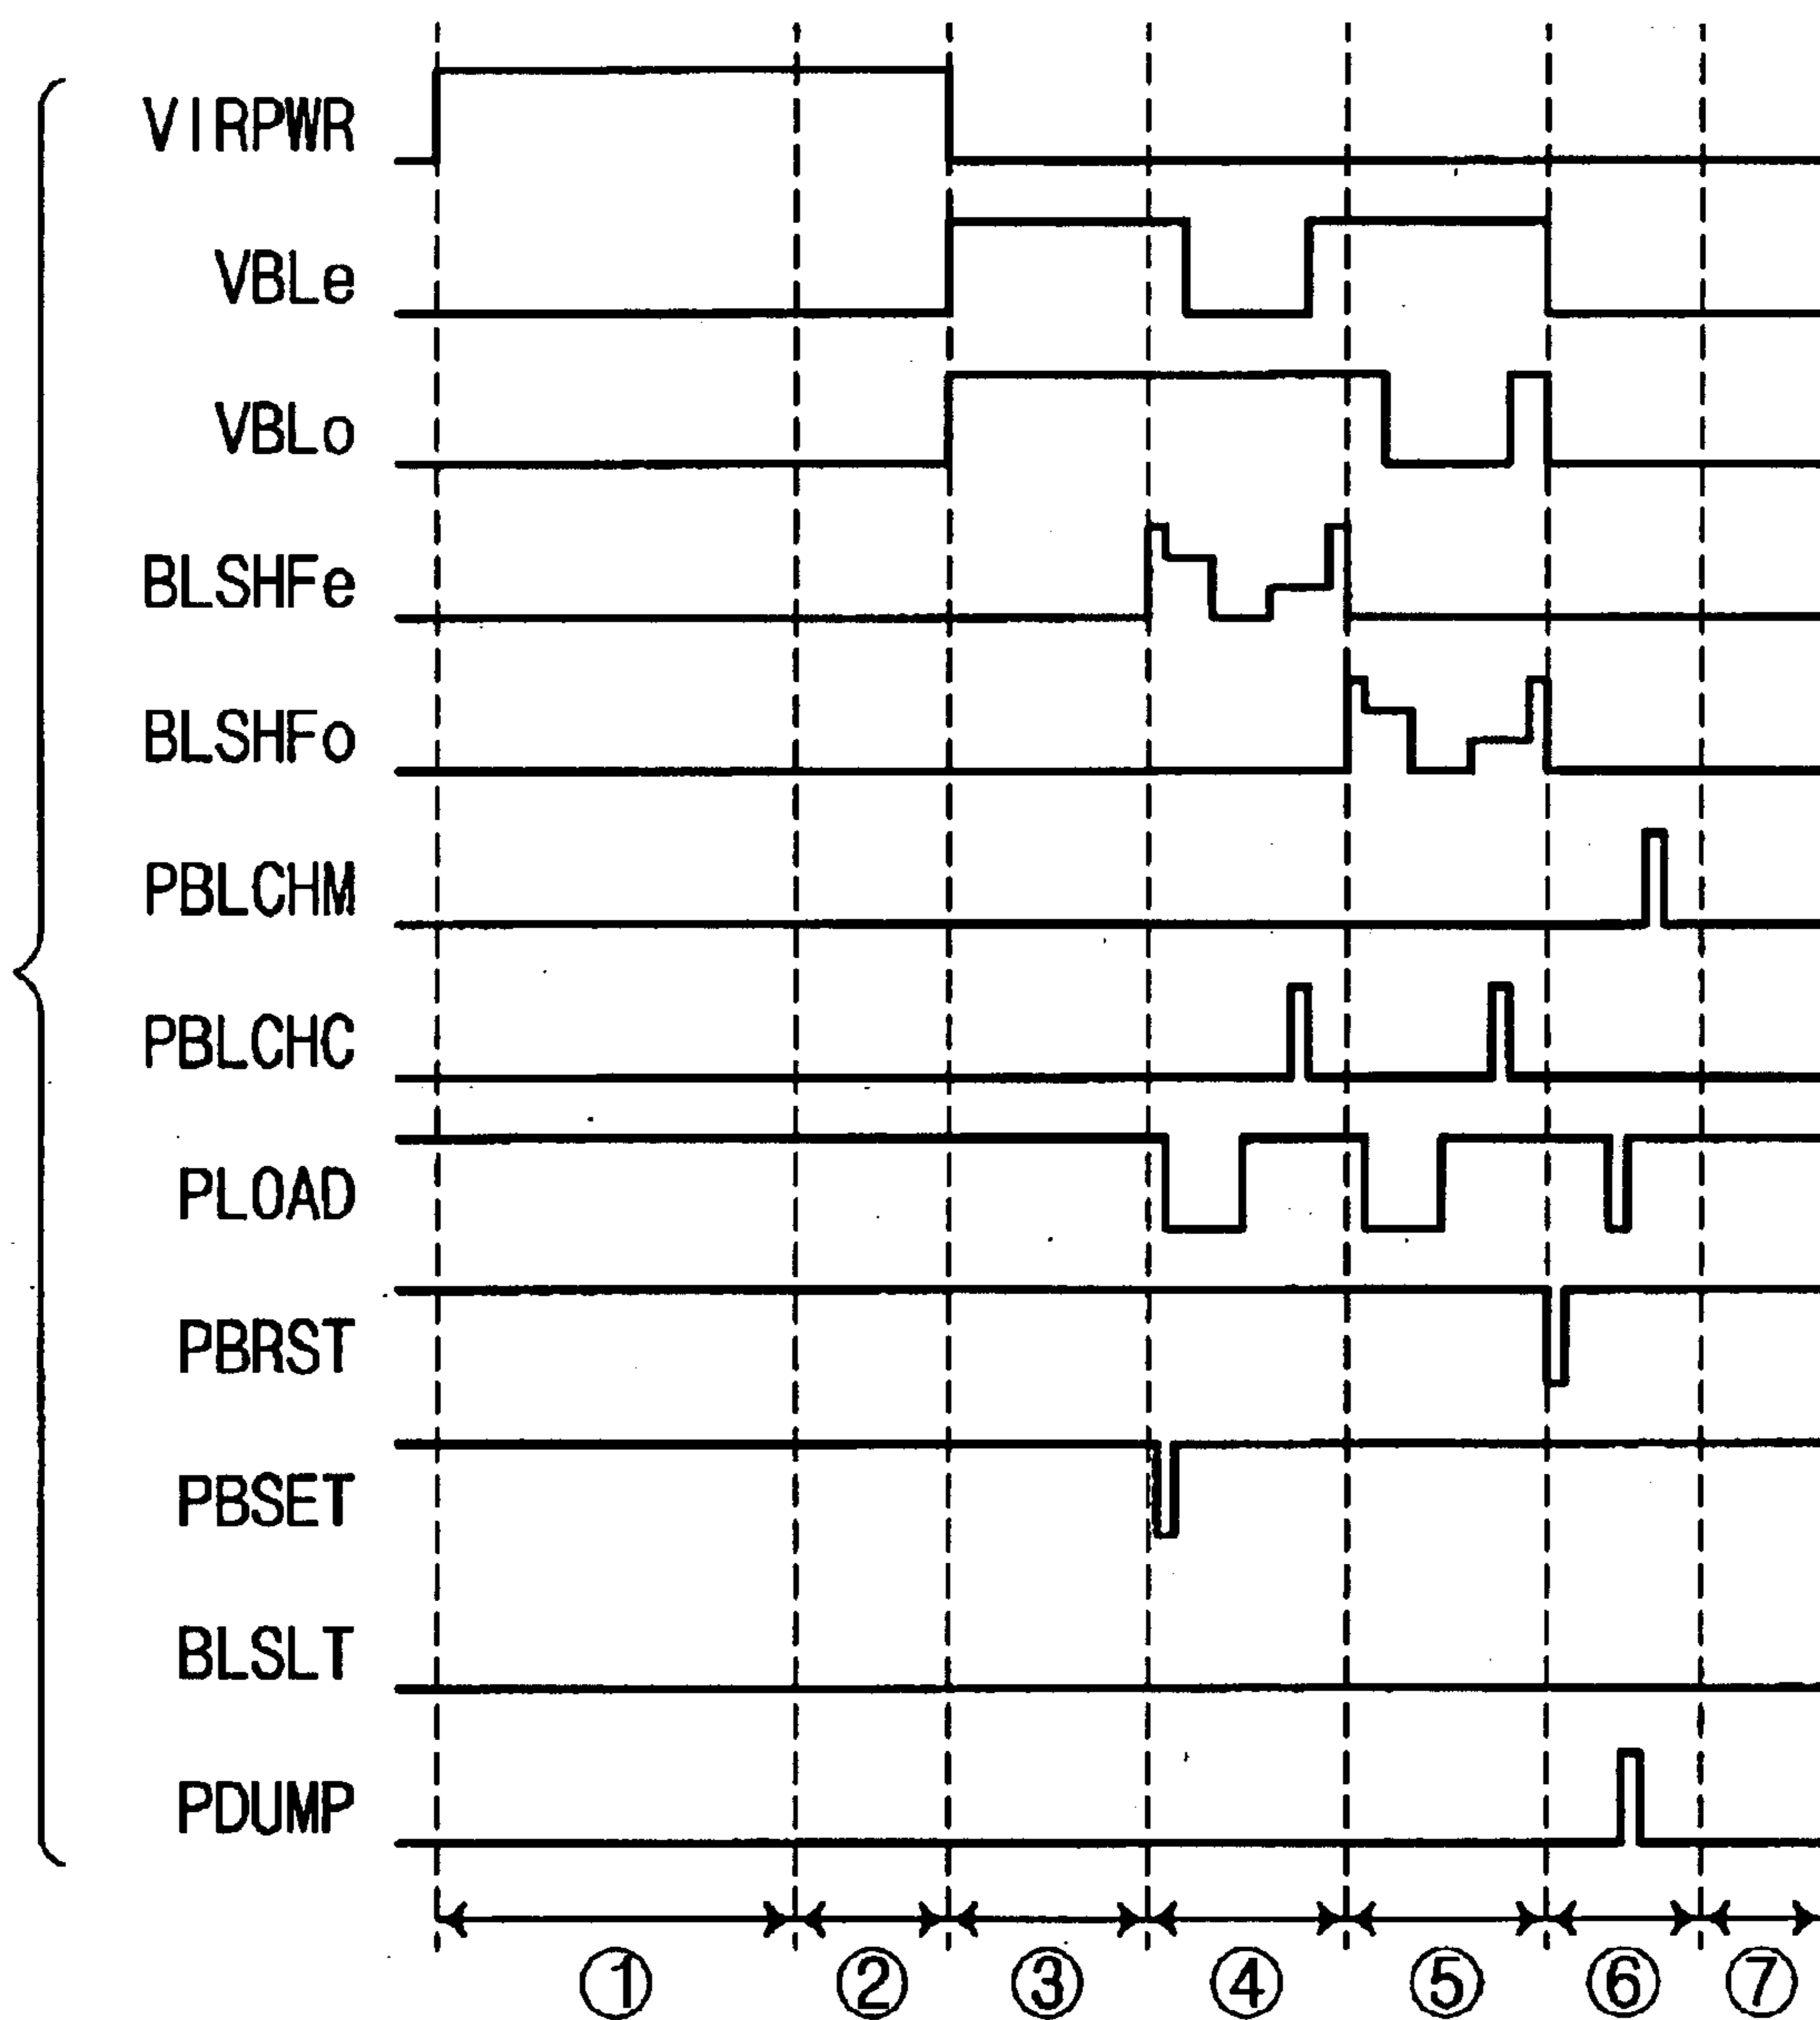 VIRPWR
VBLe
VBLo
BLSHFe
BLSHFo
PBLCHM
PBLCHC
PLOAD
PBRST
PBSET
BLSLT
PDUMP
① ② ③ ④ ⑤ ⑥ ⑦